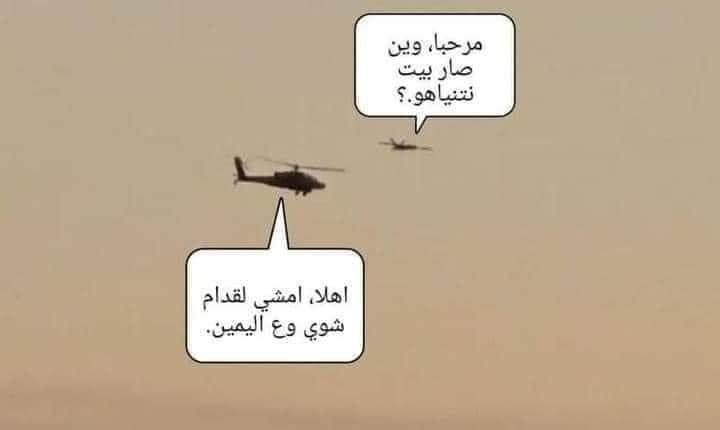 مرحبا، وين
صار بيت
نتنياهو.؟
اهلا، امشي لقدام
شوي وع اليمين.